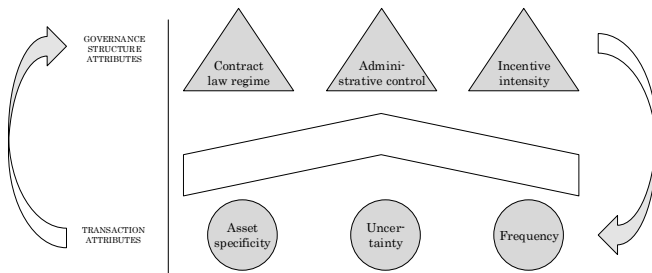 GOVERNANCE
STRUCTURE
ATTRIBUTES
Contract
law regime
Admini-
strative control
Incentive
intensity
TRANSACTION
ATTRIBUTES
Asset
specificity
Uncer-
tainty
Frequency